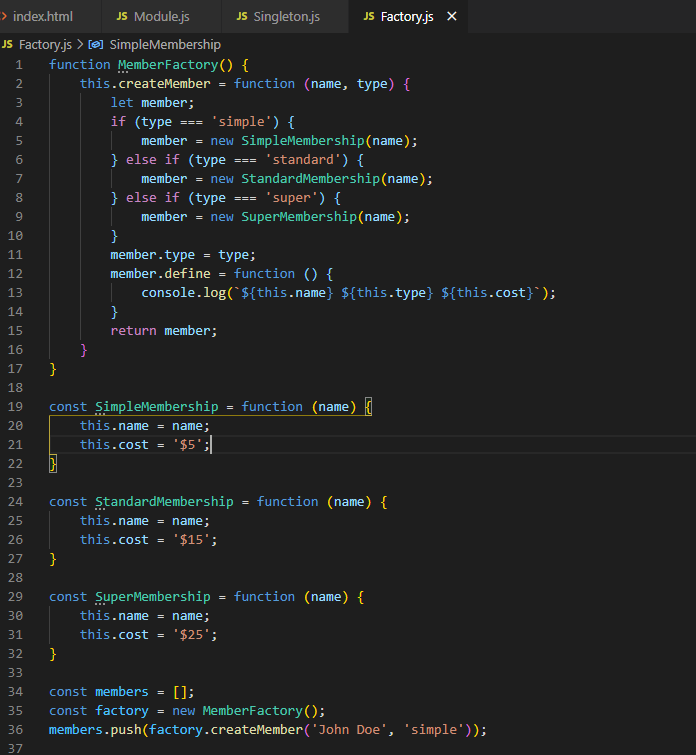 index.html JS Module.js JS Singleton.js JS Factory.js
JS Factory.js > SimpleMembership
1 function MemberFactory() {
2     this.createMember = function (name, type) {
3         let member;
4         if (type === 'simple') {
5             member = new SimpleMembership(name);
6         } else if (type === 'standard') {
7             member = new StandardMembership(name);
8         } else if (type === 'super') {
9             member = new SuperMembership(name);
10         }
11         member.type = type;
12         member.define = function () {
13             console.log(`${this.name} ${this.type} ${this.cost}`);
14         }
15         return member;
16     }
17 }
18
19 const SimpleMembership = function (name) {
20     this.name = name;
21     this.cost = '$5';
22 }
23
24 const StandardMembership = function (name) {
25     this.name = name;
26     this.cost = '$15';
27 }
28
29 const SuperMembership = function (name) {
30     this.name = name;
31     this.cost = '$25';
32 }
33
34 const members = [];
35 const factory = new MemberFactory();
36 members.push(factory.createMember('John Doe', 'simple'));
37